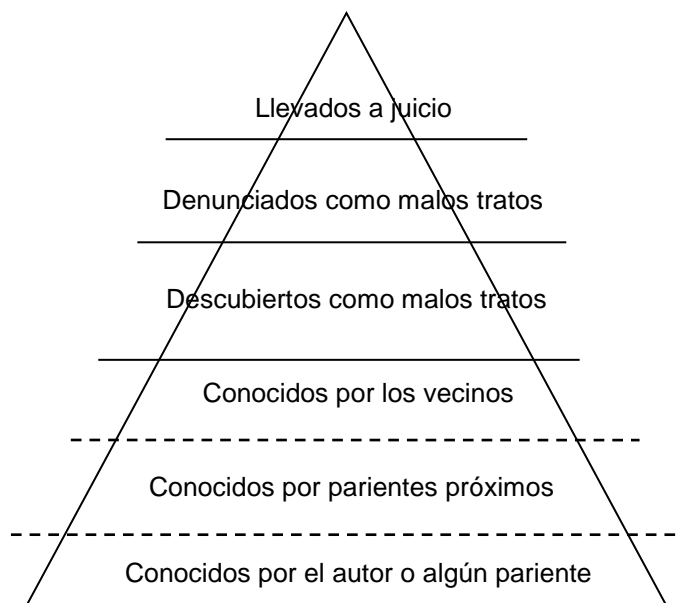 Llevados a juicio
Denunciados como malos tratos
Descubiertos como malos tratos
Conocidos por los vecinos
Conocidos por parientes próximos
Conocidos por el autor o algún pariente